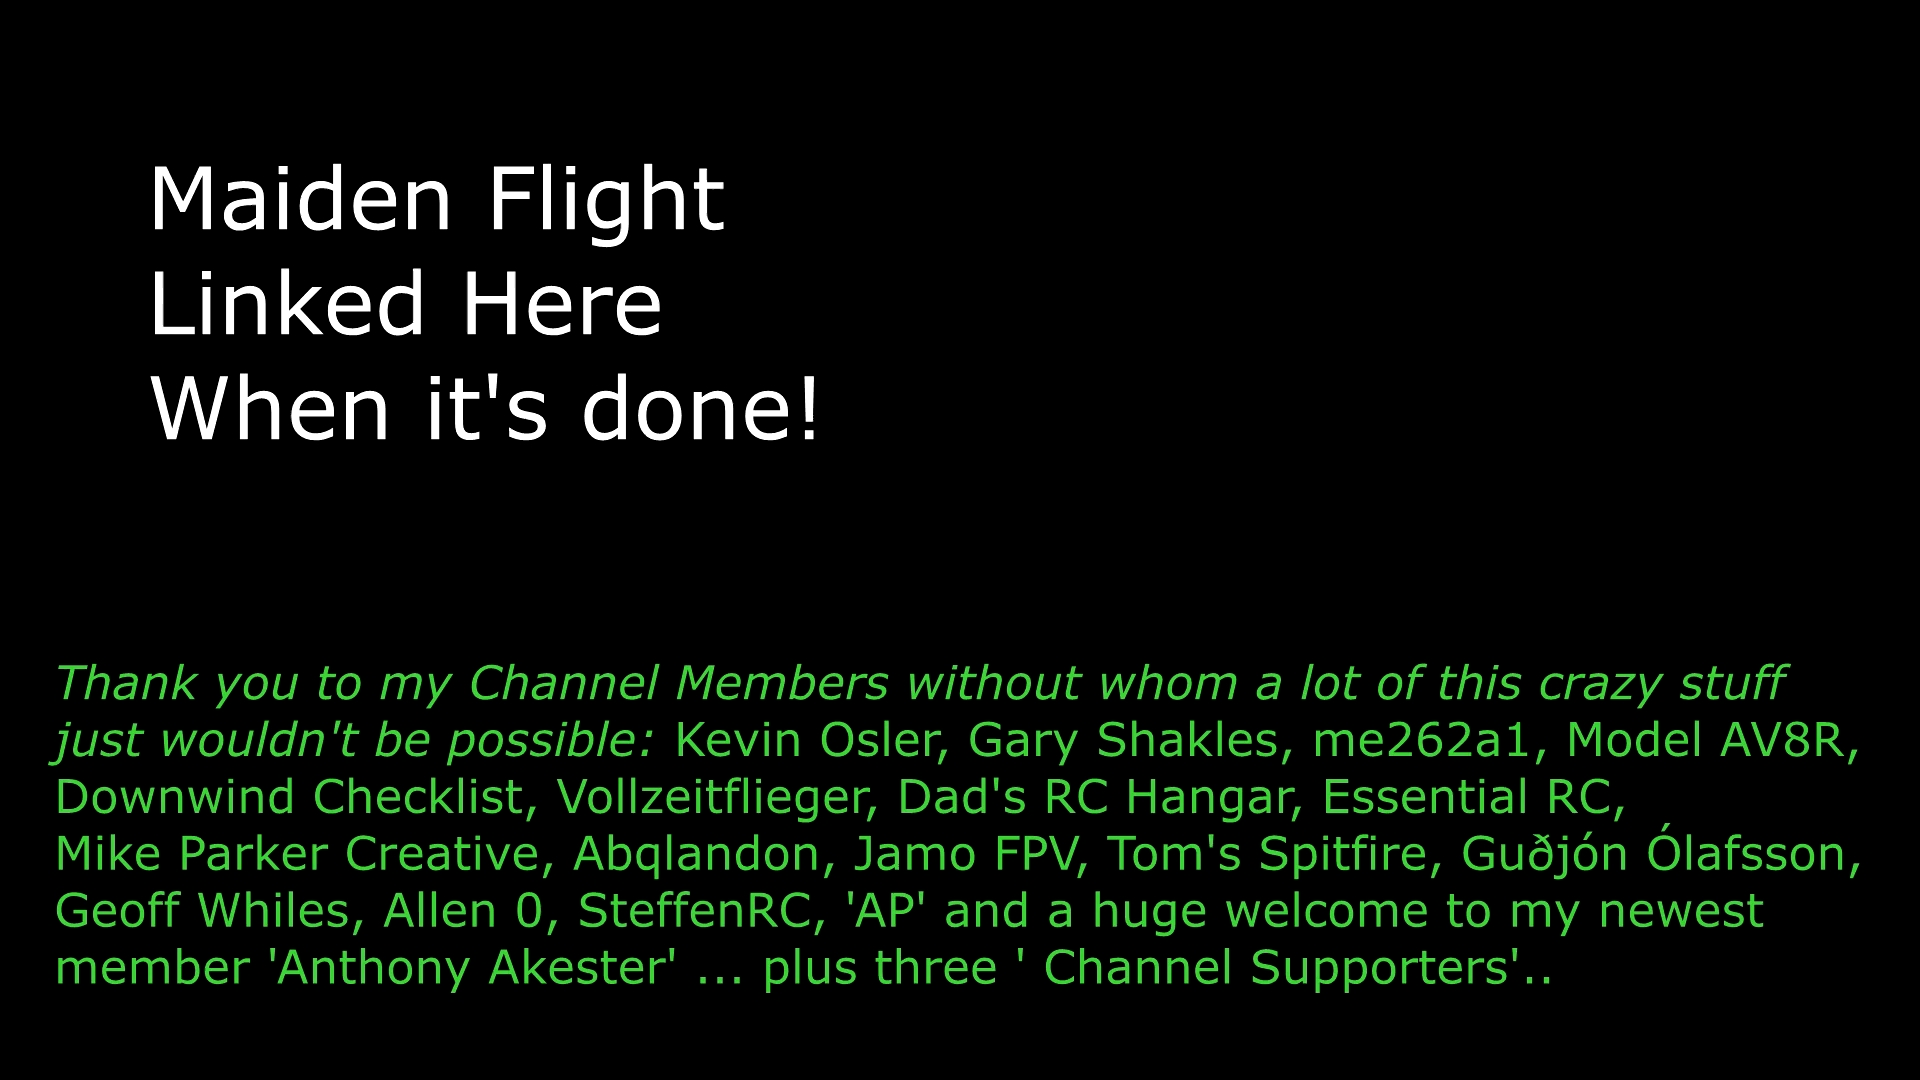 Maiden Flight
Linked Here
When it's done!
Thank you to my Channel Members without whom a lot of this crazy stuff
just wouldn't be possible: Kevin Osler, Gary Shakles, me262a1, Model AV8R,
Downwind Checklist, Vollzeitflieger, Dad's RC Hangar, Essential RC,
Mike Parker Creative, Abqlandon, Jamo FPV, Tom's Spitfire, Guðjón Ólafsson,
Geoff Whiles, Allen 0, SteffenRC, 'AP' and a huge welcome to my newest
member 'Anthony Akester' ... plus three ' Channel Supporters'..